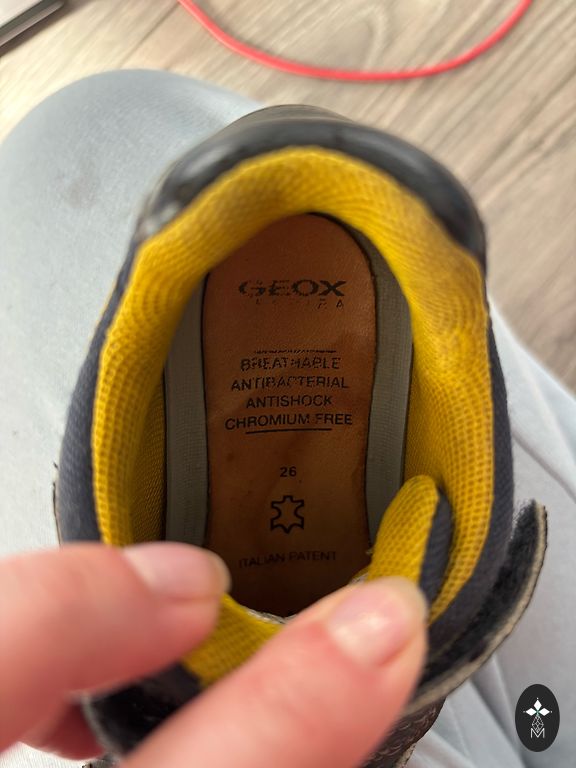 GEOX
BREATHABLE
ANTIBACTERIAL
ANTISHOCK
CHROMIUM FREE
26
ITALIAN PATENT
M